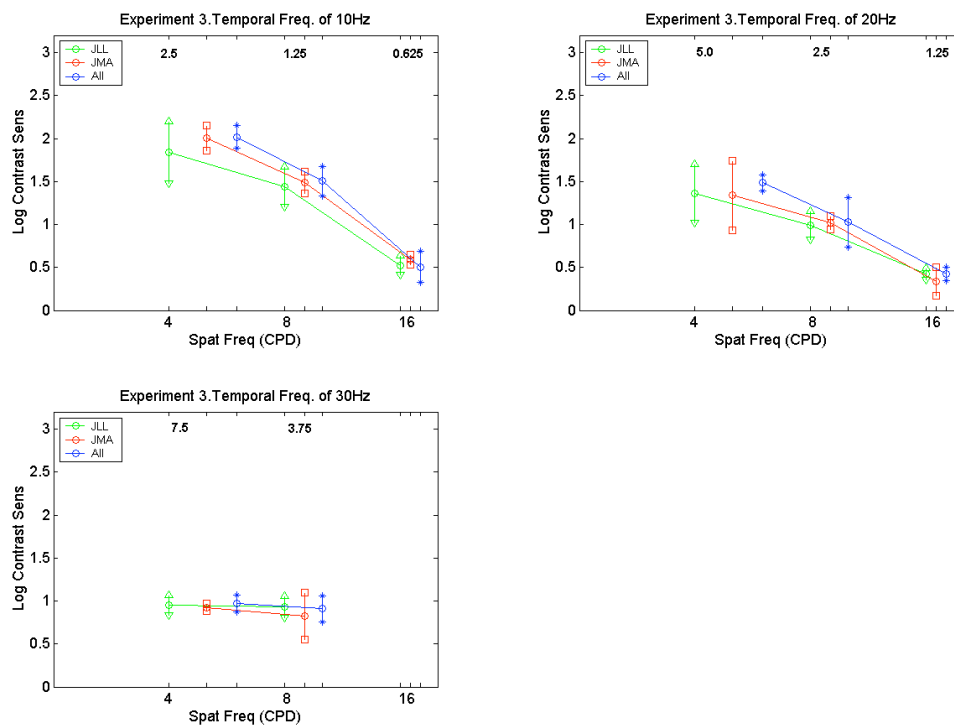 Experiment 3.Temporal Freq. of 10Hz
3
2.5
2
1.5
1
0.5
0
Log Contrast Sens
JLL
JMA
All
2.5 1.25 0.625
4 8 16
Spat Freq (CPD)
Experiment 3.Temporal Freq. of 20Hz
3
2.5
2
1.5
1
0.5
0
Log Contrast Sens
JLL
JMA
All
5.0 2.5 1.25
4 8 16
Spat Freq (CPD)
Experiment 3.Temporal Freq. of 30Hz
3
2.5
2
1.5
1
0.5
0
Log Contrast Sens
JLL
JMA
All
7.5 3.75
4 8 16
Spat Freq (CPD)